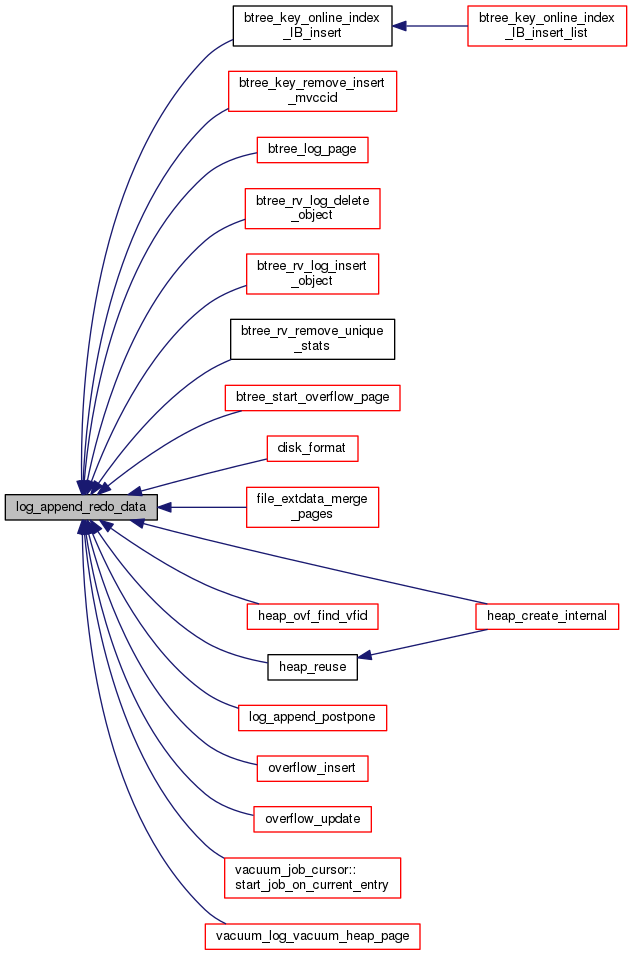 btree_key_online_index
_IB_insert
btree_key_online_index
_IB_insert_list
btree_key_remove_insert
_mvccid
btree_log_page
btree_rv_log_delete
_object
btree_rv_log_insert
_object
btree_rv_remove_unique
_stats
btree_start_overflow_page
disk_format
log_append_redo_data
file_extdata_merge
_pages
heap_ovf_find_vfid
heap_create_internal
heap_reuse
log_append_postpone
overflow_insert
overflow_update
vacuum_job_cursor::
start_job_on_current_entry
vacuum_log_vacuum_heap_page